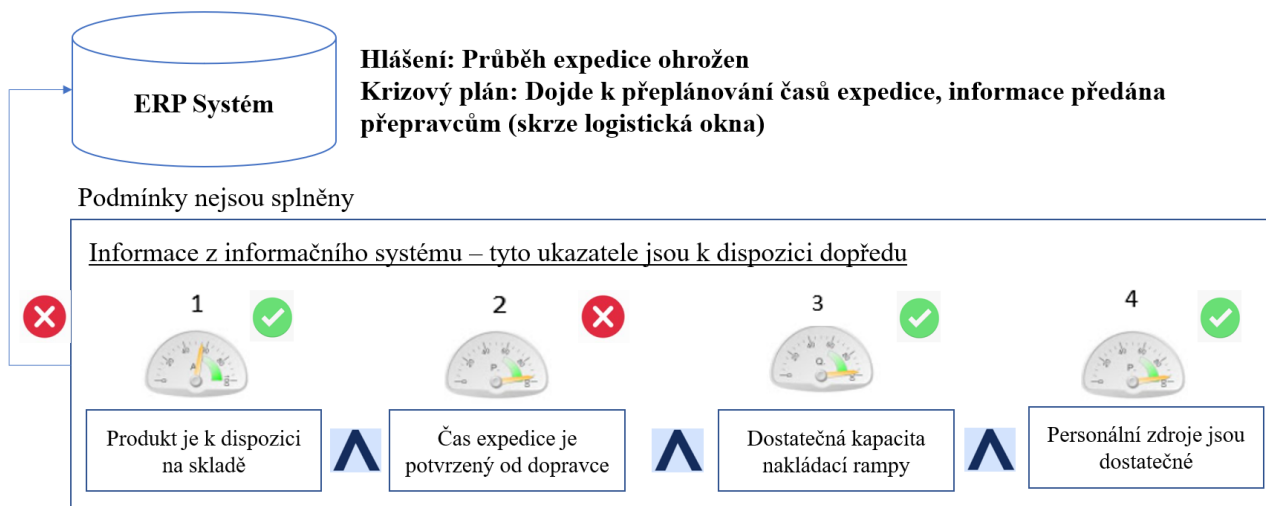 ERP Systém
Hlášení: Průběh expedice ohrožen
Krizový plán: Dojde k přeplánování časů expedice, informace předána
přepravcům (skrze logistická okna)
Podmínky nejsou splněny
Informace z informačního systému – tyto ukazatele jsou k dispozici dopředu
1
2
3
4
A
P.
Q.
P.
Produkt je k dispozici
na skladě
Čas expedice je
potvrzený od dopravce
Dostatečná kapacita
nakládací rampy
Personální zdroje jsou
dostatečné